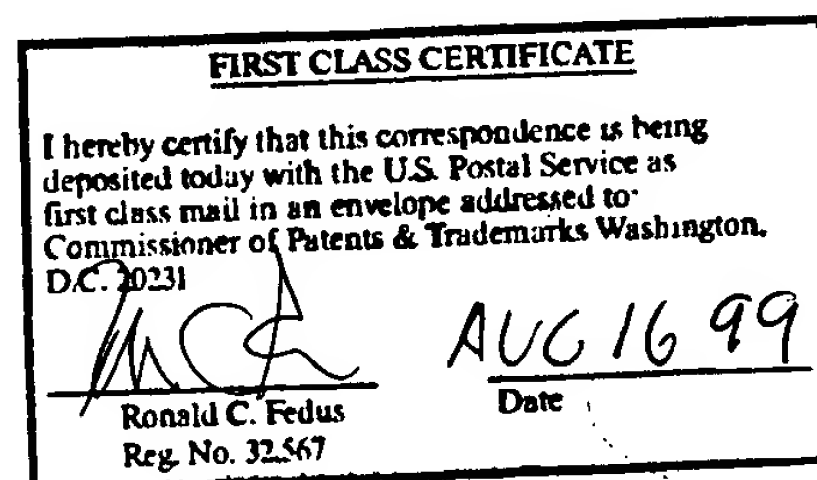 FIRST CLASS CERTIFICATE
I hereby certify that this correspondence is being
deposited today with the U.S. Postal Service as
first class mail in an envelope addressed to:
Commissioner of Patents & Trademarks Washington,
D.C. 20231
AUG 16 99
Date
Ronald C. Fedus
Reg. No. 32,567